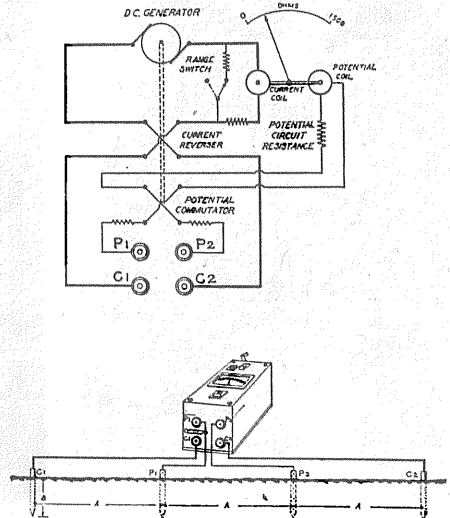 D.C. GENERATOR
OHMS
0
1500
RANGE
SWITCH
POTENTIAL
COIL
CURRENT
COIL
CURRENT
REVERSER
POTENTIAL
CIRCUIT
RESISTANCE
POTENTIAL
COMMUTATOR
P1
P2
C1
C2
C1
P1
P2
C2
A
A
A